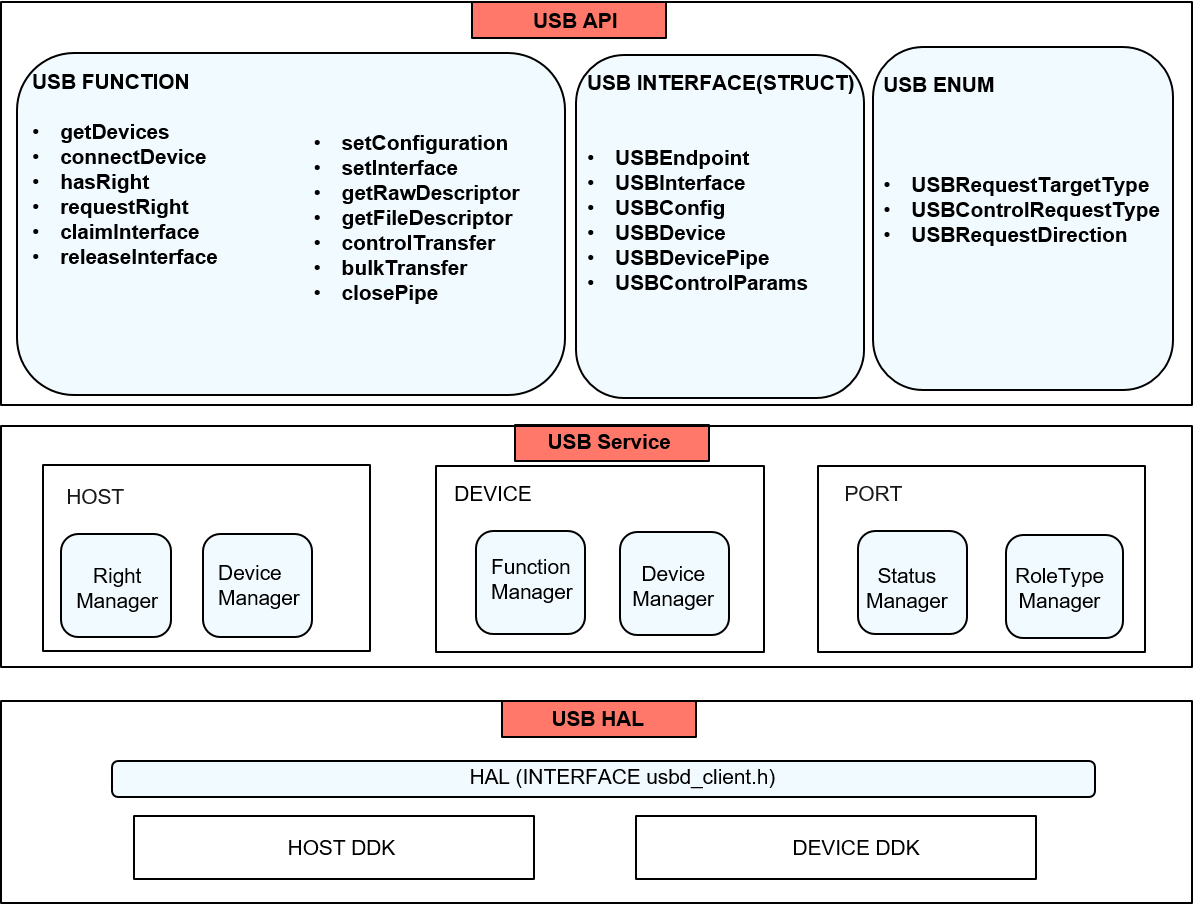 USB API
USB FUNCTION
• getDevices
• connectDevice
• hasRight
• requestRight
• claimInterface
• releaseInterface
• setConfiguration
• setInterface
• getRawDescriptor
• getFileDescriptor
• controlTransfer
• bulkTransfer
• closePipe
USB INTERFACE(STRUCT)
• USBEndpoint
• USBInterface
• USBConfig
• USBDevice
• USBDevicePipe
• USBControlParams
USB ENUM
• USBRequestTargetType
• USBControlRequestType
• USBRequestDirection
USB Service
HOST
Right
Manager
Device
Manager
DEVICE
Function
Manager
Device
Manager
PORT
Status
Manager
RoleType
Manager
USB HAL
HAL (INTERFACE usbd_client.h)
HOST DDK
DEVICE DDK